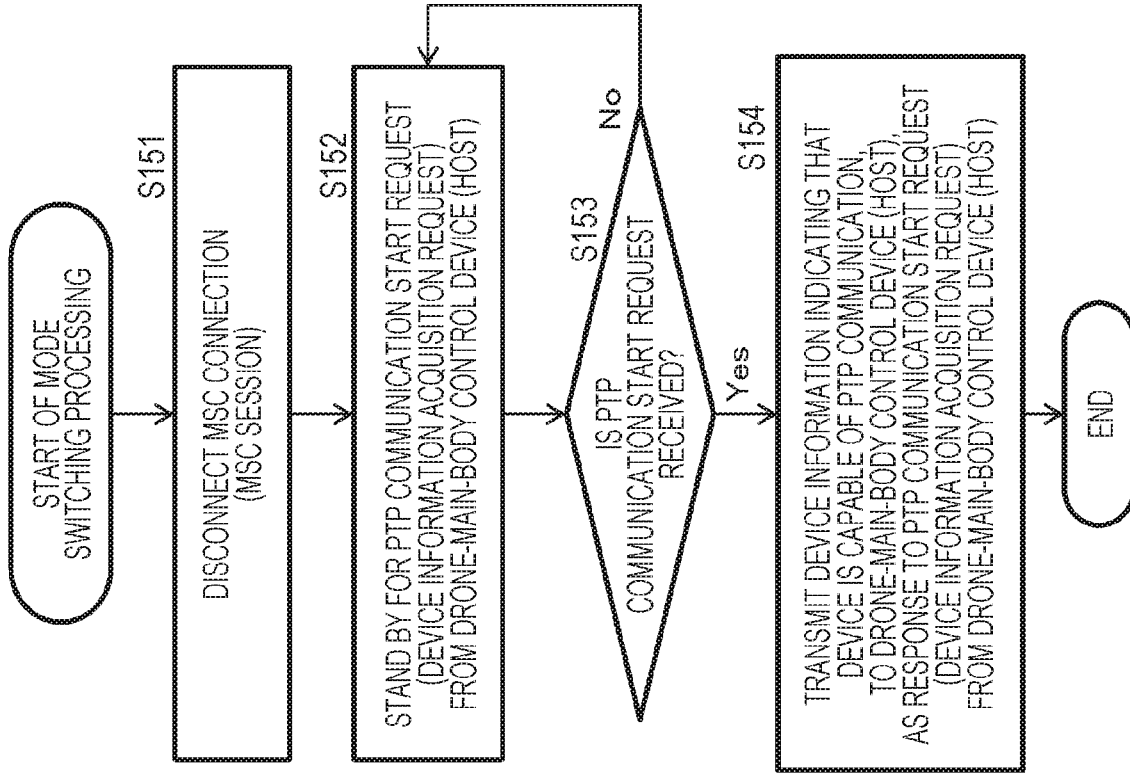 START OF MODE
SWITCHING PROCESSING
S151
DISCONNECT MSC CONNECTION
(MSC SESSION)
S152
STAND BY FOR PTP COMMUNICATION START REQUEST
(DEVICE INFORMATION ACQUISITION REQUEST)
FROM DRONE-MAIN-BODY CONTROL DEVICE (HOST)
S153
IS PTP
COMMUNICATION START REQUEST
RECEIVED?
No
Yes
S154
TRANSMIT DEVICE INFORMATION INDICATING THAT
DEVICE IS CAPABLE OF PTP COMMUNICATION,
TO DRONE-MAIN-BODY CONTROL DEVICE (HOST),
AS RESPONSE TO PTP COMMUNICATION START REQUEST
(DEVICE INFORMATION ACQUISITION REQUEST)
FROM DRONE-MAIN-BODY CONTROL DEVICE (HOST)
END